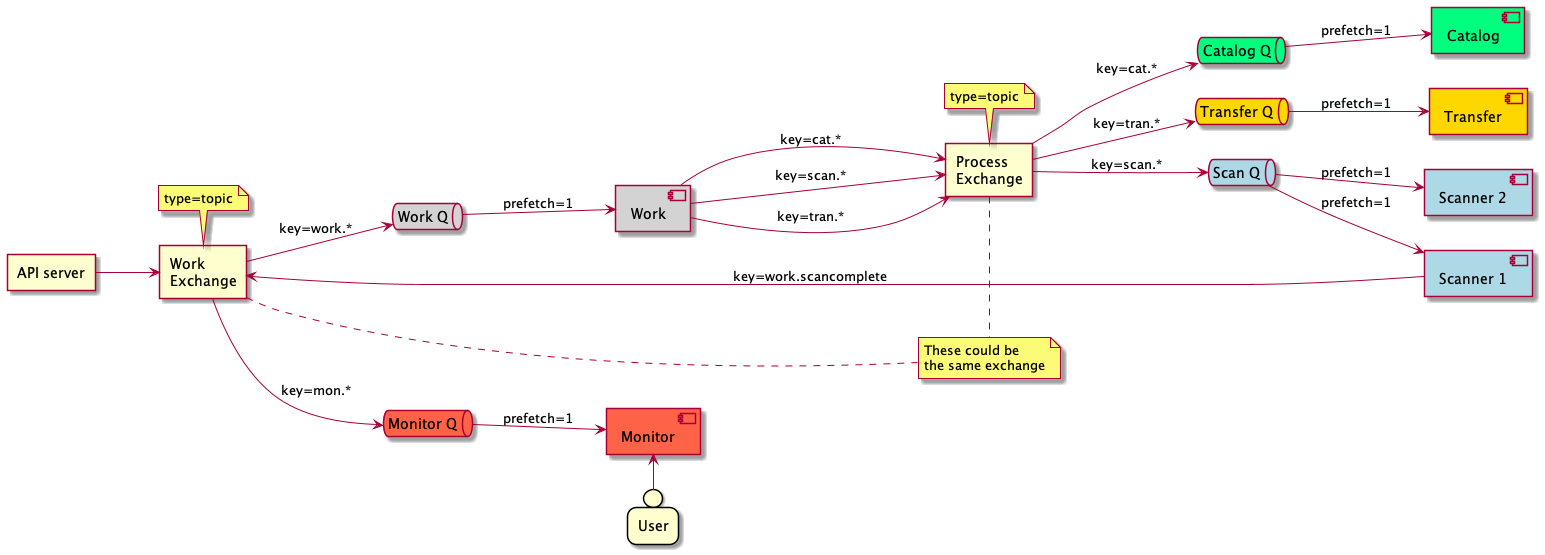 API server
type=topic
Work
Exchange
key=work.*
Work Q
prefetch=1
Work
key=cat.*
key=scan.*
key=tran.*
type=topic
Process
Exchange
key=cat.*
Catalog Q
prefetch=1
Catalog
key=tran.*
Transfer Q
prefetch=1
Transfer
key=scan.*
Scan Q
prefetch=1
Scanner 2
prefetch=1
Scanner 1
key=work.scancomplete
These could be
the same exchange
key=mon.*
Monitor Q
prefetch=1
Monitor
User